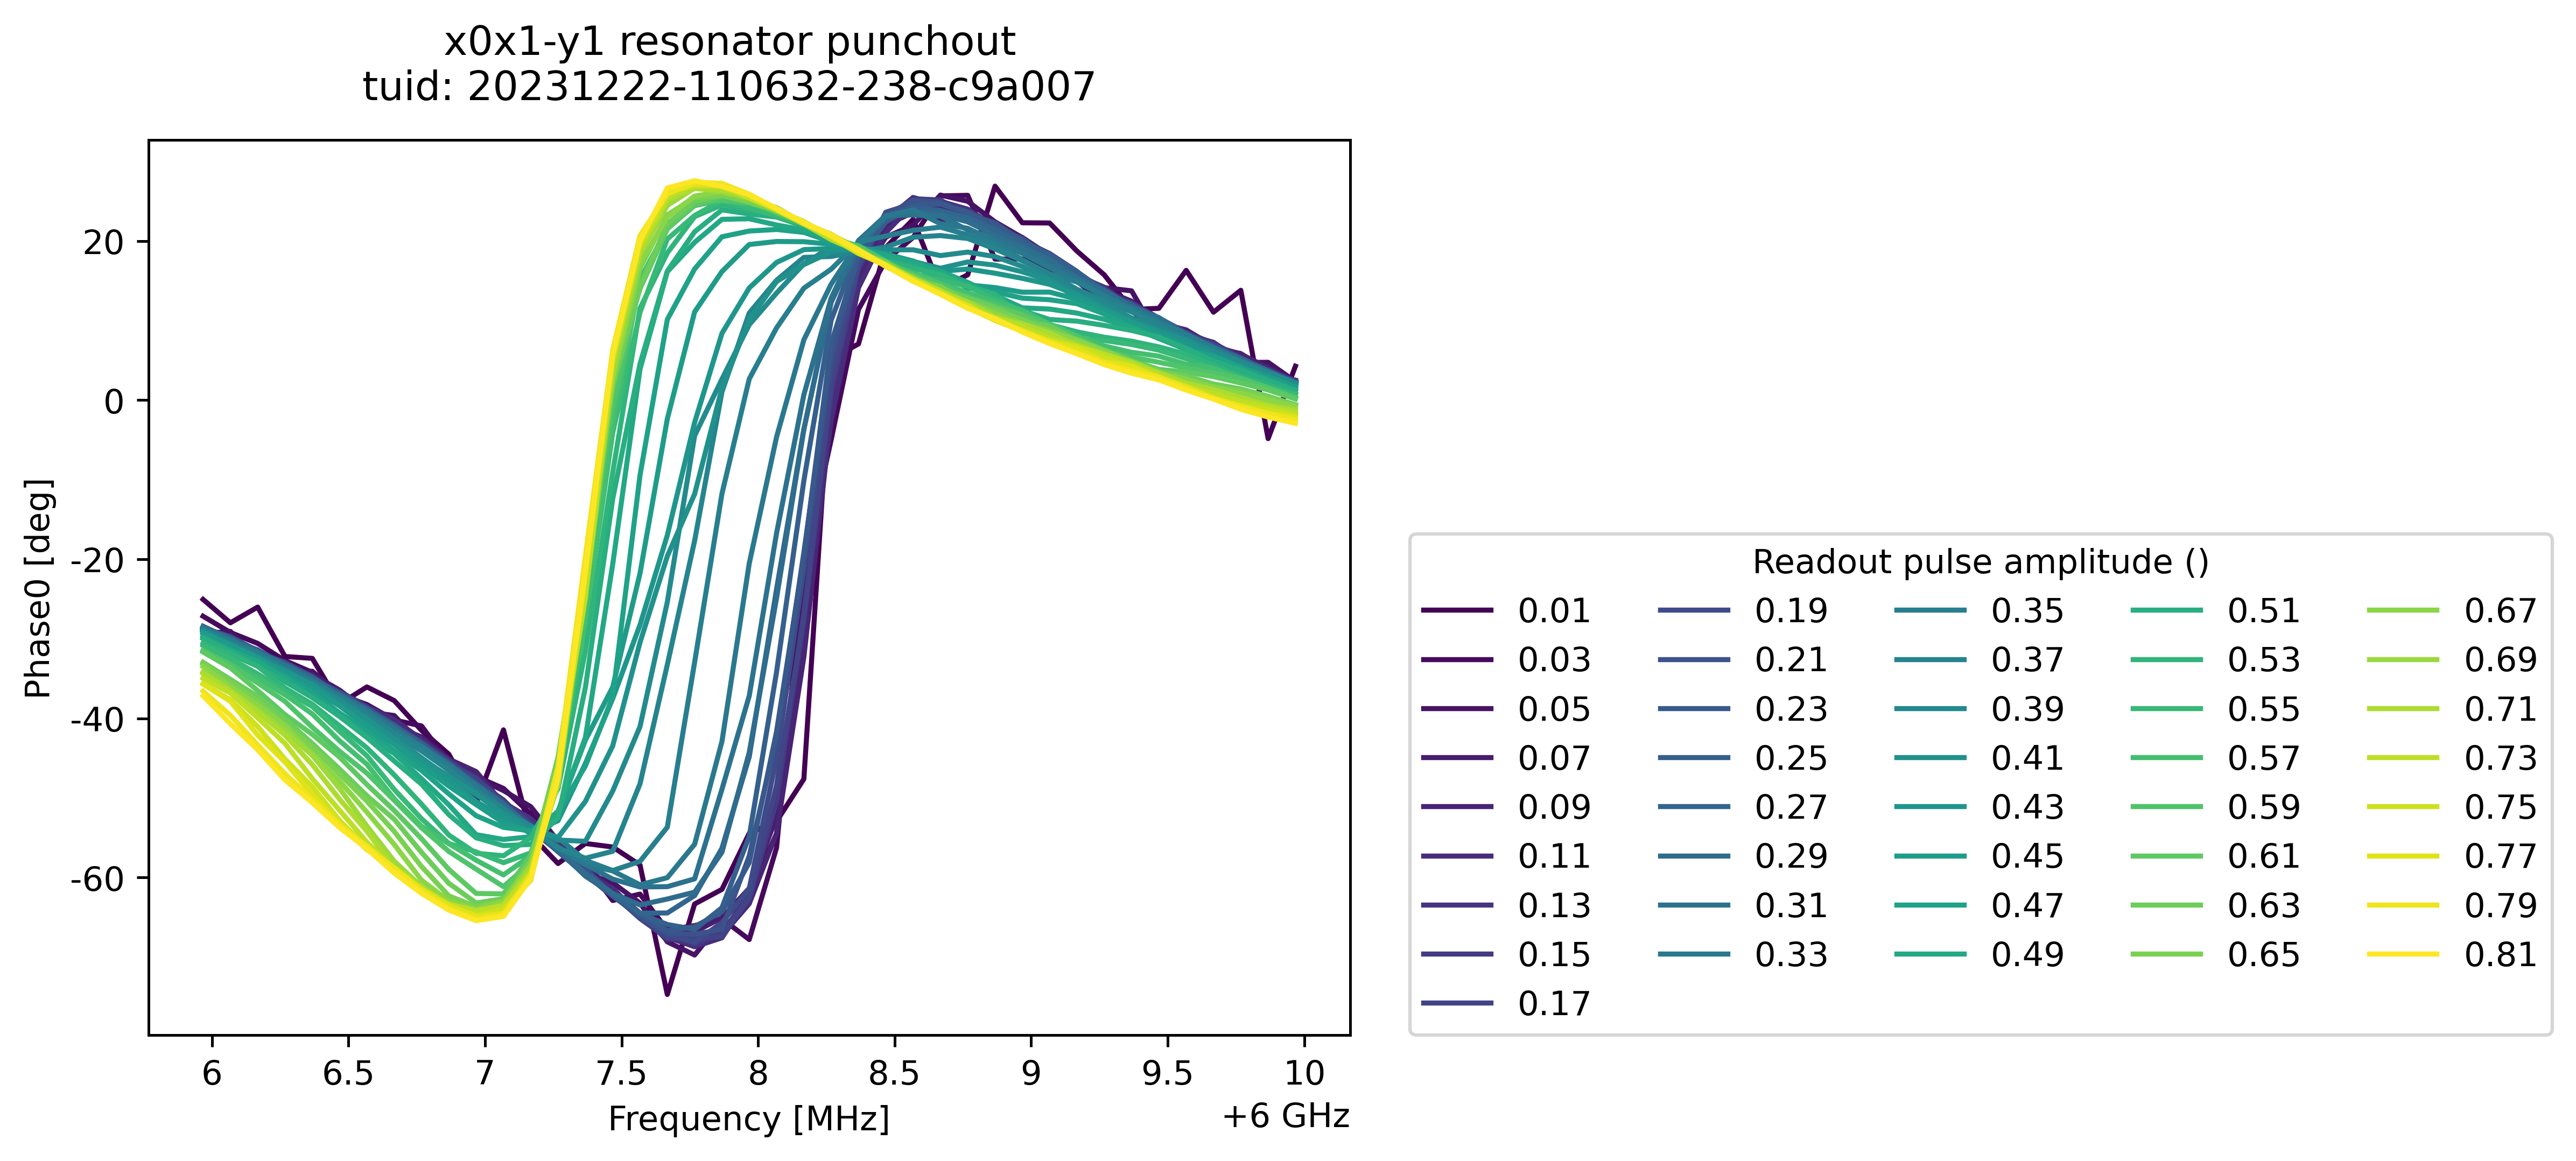 x0x1-y1 resonator punchout
tuid: 20231222-110632-238-c9a007
Phase0 [deg]
20
0
-20
-40
-60
6 6.5 7 7.5 8 8.5 9 9.5 10
Frequency [MHz]
+6 GHz
Readout pulse amplitude ()
0.01 0.19 0.35 0.51 0.67
0.03 0.21 0.37 0.53 0.69
0.05 0.23 0.39 0.55 0.71
0.07 0.25 0.41 0.57 0.73
0.09 0.27 0.43 0.59 0.75
0.11 0.29 0.45 0.61 0.77
0.13 0.31 0.47 0.63 0.79
0.15 0.33 0.49 0.65 0.81
0.17